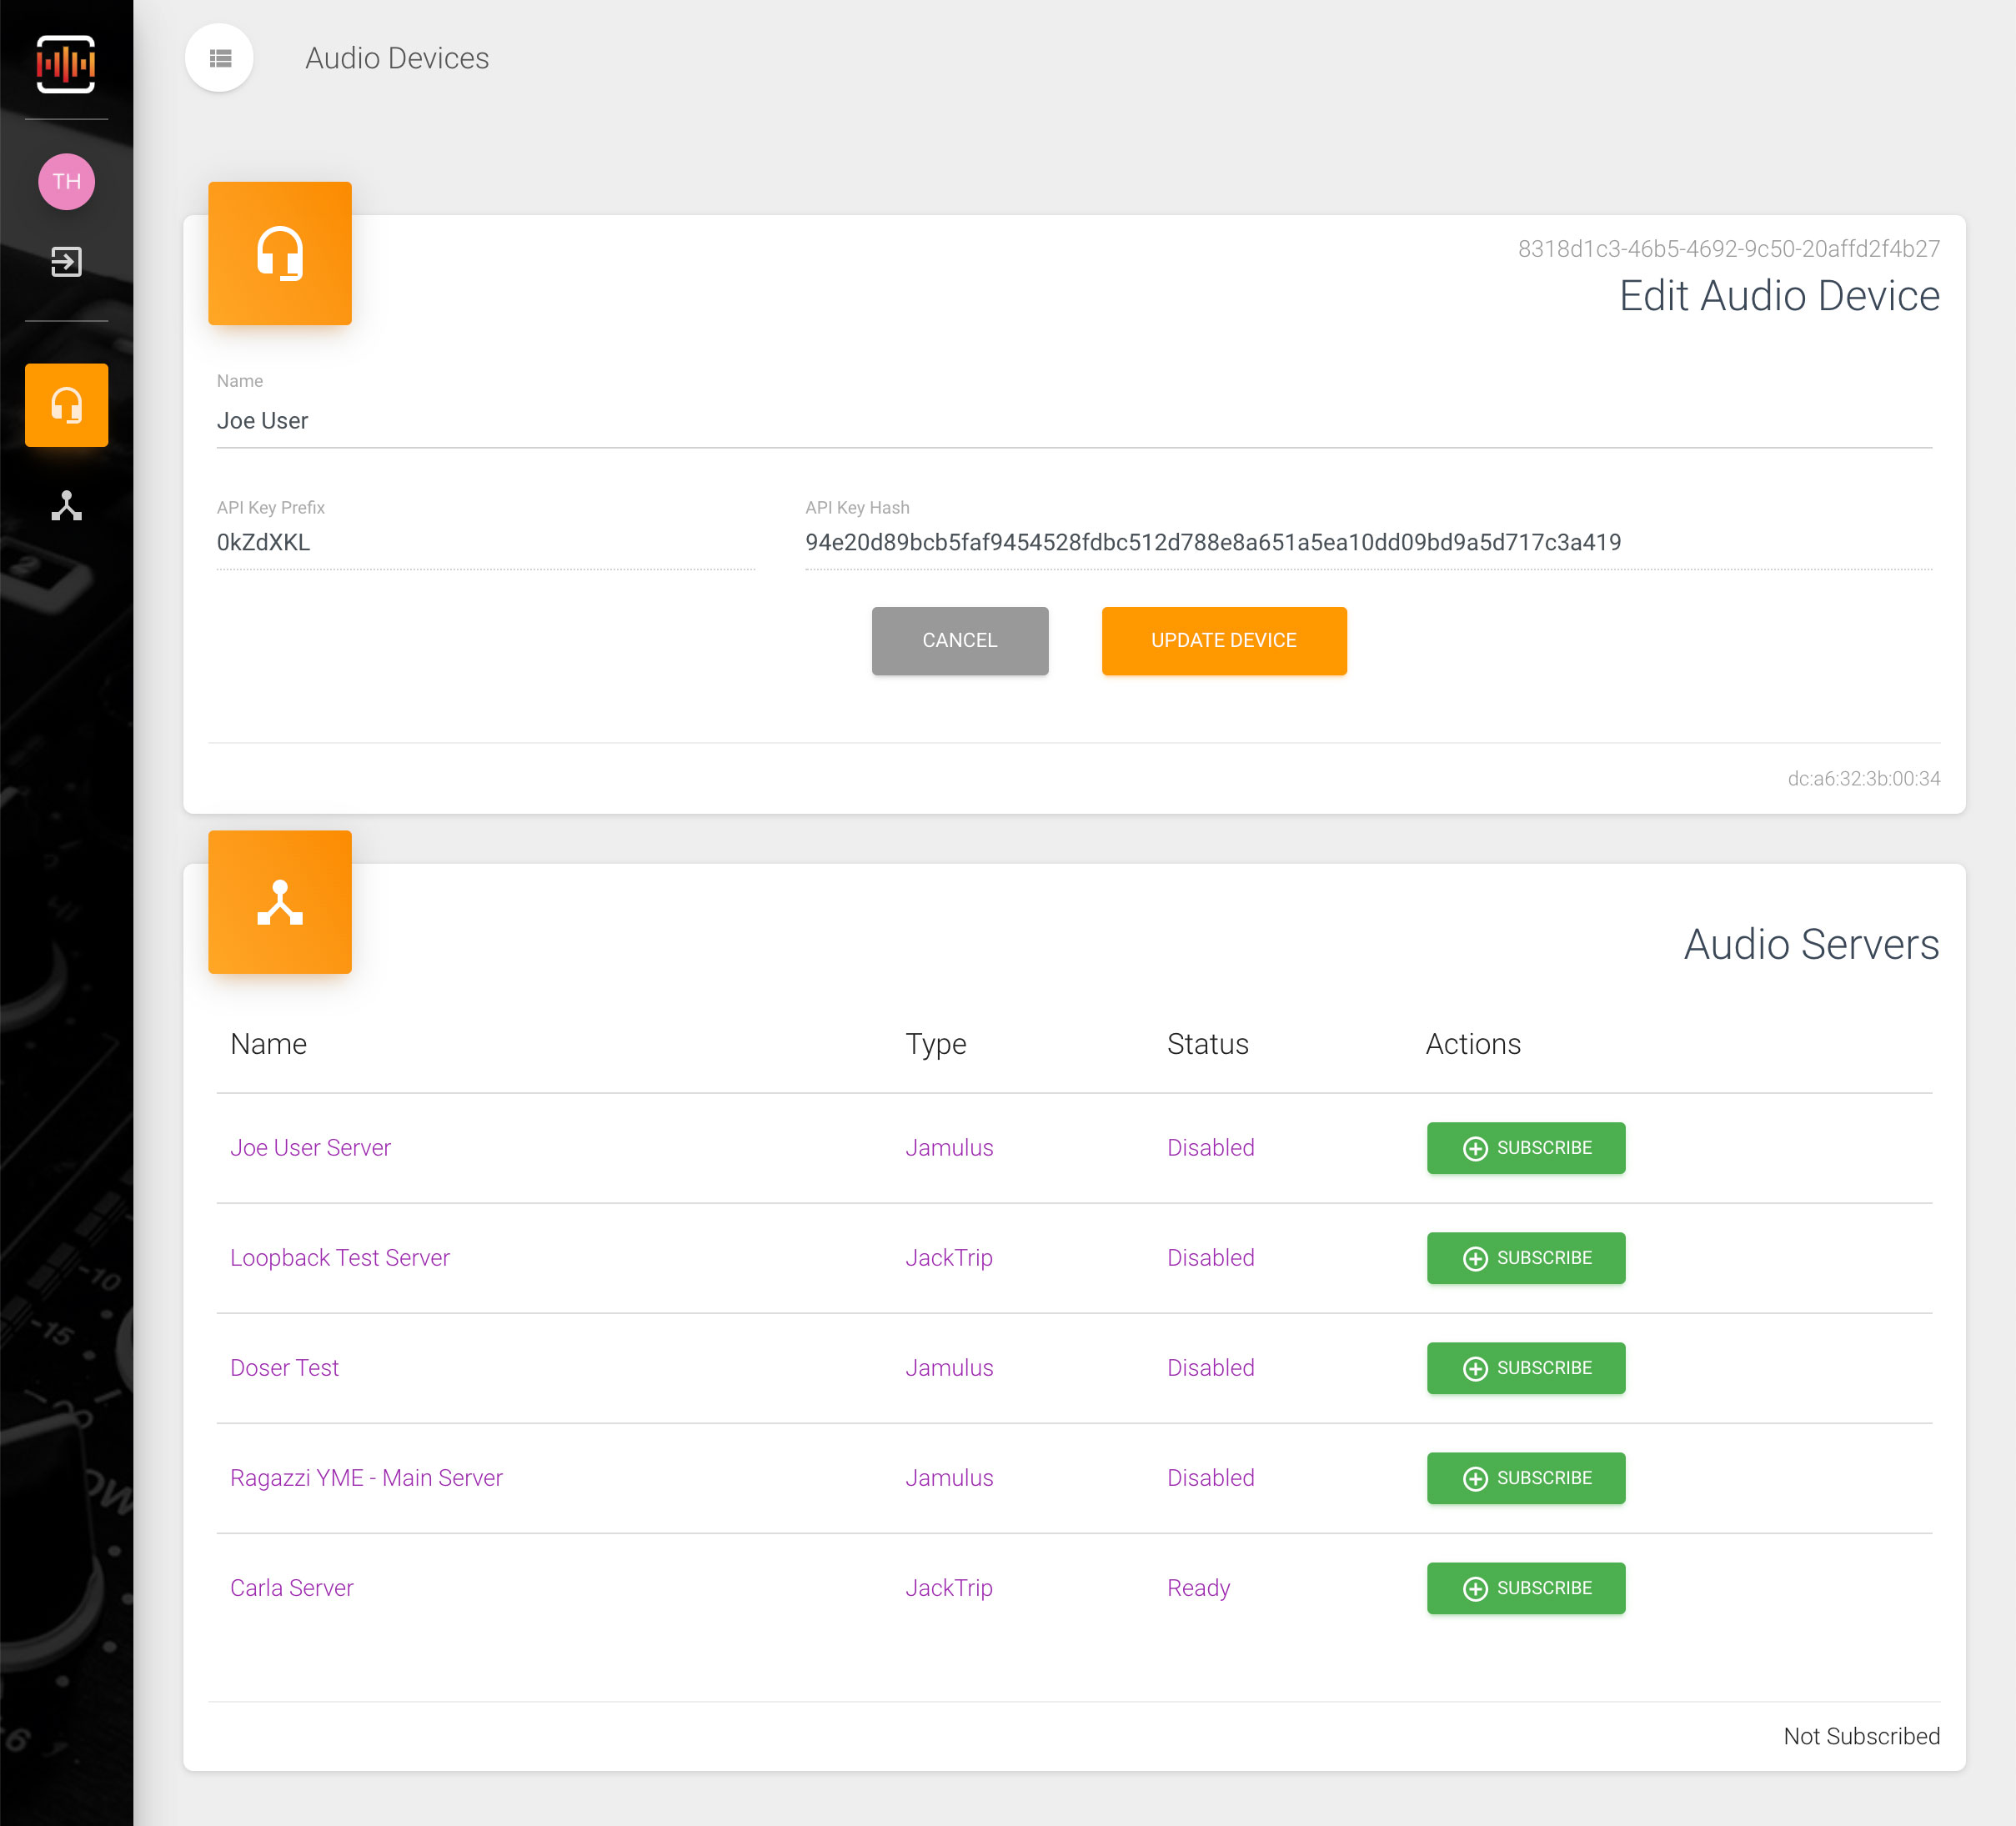 Audio Devices
TH
8318d1c3-46b5-4692-9c50-20affd2f4b27
Edit Audio Device
Name
Joe User
API Key Prefix
API Key Hash
0kZdXKL
94e20d89bcb5faf9454528fdbc512d788e8a651a5ea10dd09bd9a5d717c3a419
CANCEL
UPDATE DEVICE
dc:a6:32:3b:00:34
Audio Servers
Name Type Status Actions
Joe User Server Jamulus Disabled SUBSCRIBE
Loopback Test Server JackTrip Disabled SUBSCRIBE
Doser Test Jamulus Disabled SUBSCRIBE
Ragazzi YME - Main Server Jamulus Disabled SUBSCRIBE
Carla Server JackTrip Ready SUBSCRIBE
Not Subscribed
2
-10
-15